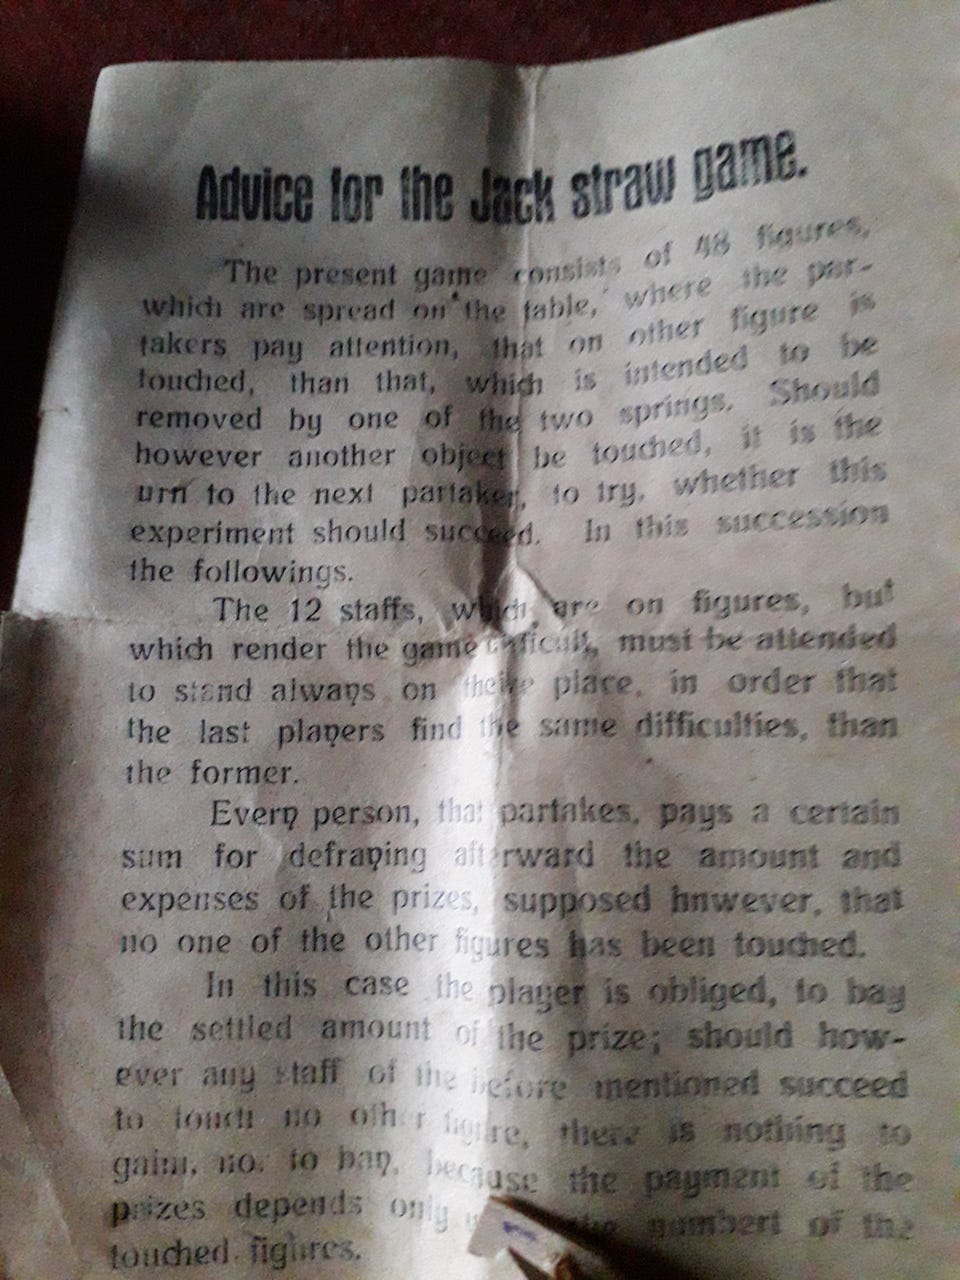 Advice for the Jack straw game.
The present game consists of 48 figures,
which are spread on the table, where the par-
takers pay attention, that on other figure is
touched, than that, which is intended to be
removed by one of the two springs. Should
however another object be touched, it is the
urn to the next partaker, to try, whether this
experiment should succeed. In this succession
the followings.
The 12 staffs, which are on figures, but
which render the game difficult, must be attended
to stand always on place, in order that
the last players find the same difficulties, than
the former.
Every person, that partakes, pays a certain
sum for defraying afterward the amount and
expenses of the prizes, supposed hnwever, that
no one of the other figures has been touched.
In this case the player is obliged, to bay
the settled amount of the prize; should how-
ever any staff of the before mentioned succeed
to touch no other figure, there is nothing to
gaim, no, to bay, because the payment of the
prizes depends only the numbert of the
touched figures.